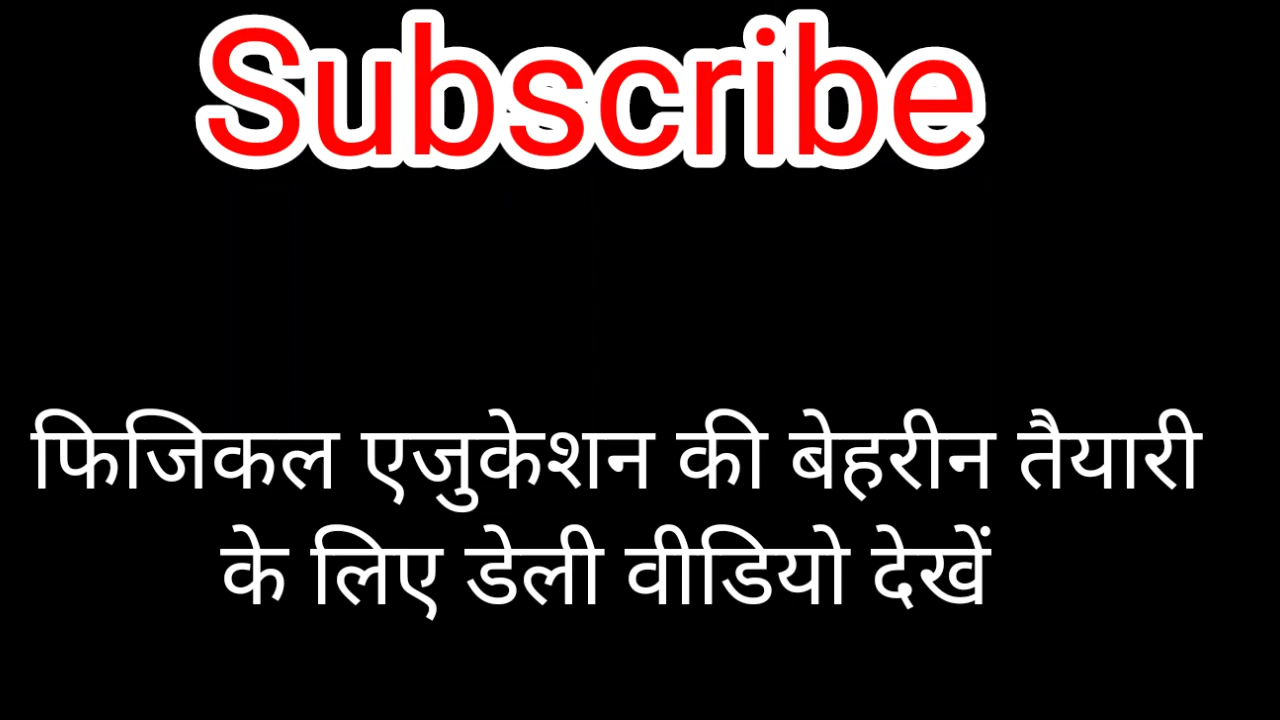 Subscribe
फिजिकल एजुकेशन की बेहरीन तैयारी
के लिए डेली वीडियो देखें